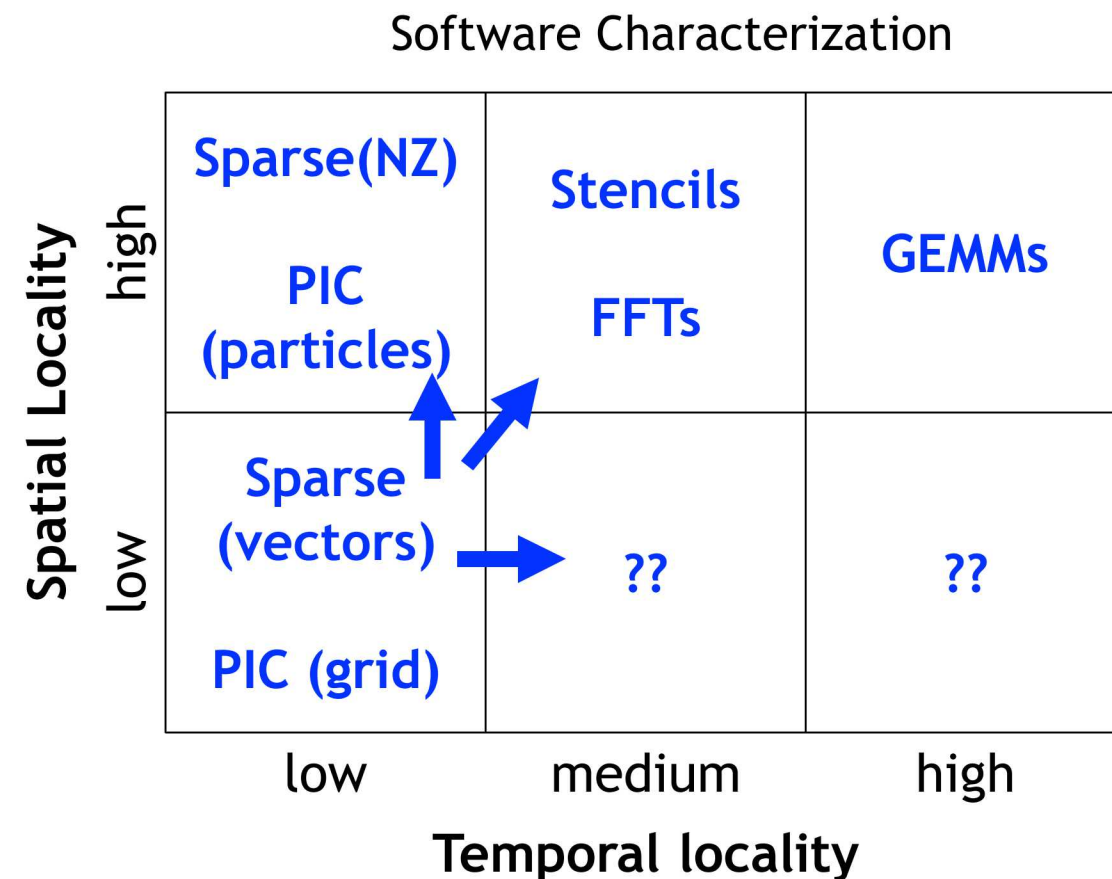 Software Characterization
Spatial Locality
high
low
Sparse(NZ)
PIC
(particles)
Stencils
FFTs
GEMMs
Sparse
(vectors)
PIC (grid)
??
??
low
medium
high
Temporal locality